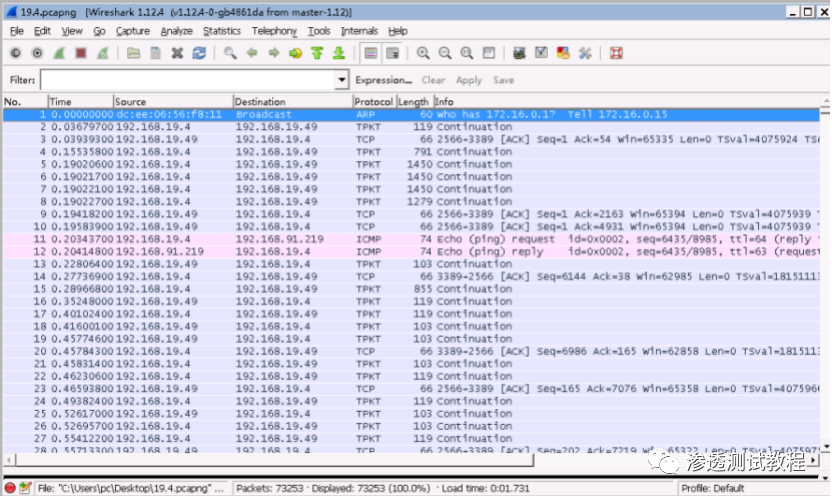 19.4.pcapng [Wireshark 1.12.4 (v1.12.4-0-gb4861da from master-1.12)]
File Edit View Go Capture Analyze Statistics Telephony Tools Internals Help
Filter: Expression... Clear Apply Save
No. Time Source Destination Protocol Length Info
1 0.00000000 dc:ee:06:56:f8:11 Broadcast ARP 60 Who has 172.16.0.1? Tell 172.16.0.15
2 0.03679700 192.168.19.4 192.168.19.49 TPKT 119 Continuation
3 0.03939300 192.168.19.49 192.168.19.4 TCP 66 2566→3389 [ACK] Seq=1 Ack=54 Win=65335 Len=0 TSval=4075924 TSe
4 0.15535800 192.168.19.4 192.168.19.49 TPKT 791 Continuation
5 0.19020600 192.168.19.4 192.168.19.49 TPKT 1450 Continuation
6 0.19021700 192.168.19.4 192.168.19.49 TPKT 1450 Continuation
7 0.19022100 192.168.19.4 192.168.19.49 TPKT 1450 Continuation
8 0.19022700 192.168.19.4 192.168.19.49 TPKT 1279 Continuation
9 0.19418200 192.168.19.49 192.168.19.4 TCP 66 2566→3389 [ACK] Seq=1 Ack=2163 Win=65394 Len=0 TSval=4075939
10 0.19583900 192.168.19.49 192.168.19.4 TCP 66 2566→3389 [ACK] Seq=1 Ack=4931 Win=65394 Len=0 TSval=4075939
11 0.20343700 192.168.19.4 192.168.91.219 ICMP 74 Echo (ping) request id=0x0002, seq=6435/8985, ttl=64 (reply
12 0.20414800 192.168.91.219 192.168.19.4 ICMP 74 Echo (ping) reply id=0x0002, seq=6435/8985, ttl=63 (request
13 0.22806400 192.168.19.49 192.168.19.4 TPKT 103 Continuation
14 0.27736900 192.168.19.4 192.168.19.49 TCP 66 3389→2566 [ACK] Seq=6144 Ack=38 Win=62985 Len=0 TSval=18151113
15 0.28966800 192.168.19.4 192.168.19.49 TPKT 855 Continuation
16 0.35248000 192.168.19.4 192.168.19.49 TPKT 119 Continuation
17 0.40102400 192.168.19.4 192.168.19.49 TPKT 119 Continuation
18 0.41600100 192.168.19.49 192.168.19.4 TPKT 103 Continuation
19 0.45774600 192.168.19.49 192.168.19.4 TPKT 103 Continuation
20 0.45784300 192.168.19.4 192.168.19.49 TCP 66 3389→2566 [ACK] Seq=6986 Ack=165 Win=62858 Len=0 TSval=1815111
21 0.45831400 192.168.19.4 192.168.19.49 TPKT 119 Continuation
22 0.46230600 192.168.19.4 192.168.19.49 TPKT 103 Continuation
23 0.46593800 192.168.19.49 192.168.19.4 TCP 66 2566→3389 [ACK] Seq=165 Ack=7076 Win=65358 Len=0 TSval=4075966
24 0.49382400 192.168.19.4 192.168.19.49 TPKT 119 Continuation
25 0.52617000 192.168.19.49 192.168.19.4 TPKT 103 Continuation
26 0.52695700 192.168.19.4 192.168.19.49 TPKT 103 Continuation
27 0.55412200 192.168.19.4 192.168.19.49 TPKT 119 Continuation
28 0.55713300 192.168.19.49 192.168.19.4 TCP 66 2566→3389 [ACK] Seq=202 Ack=7219
渗透测试教程
File: "C:\Users\pc\Desktop\19.4.pcapng" ... Packets: 73253 · Displayed: 73253 (100.0%) · Load time: 0:01.731 Profile: Default